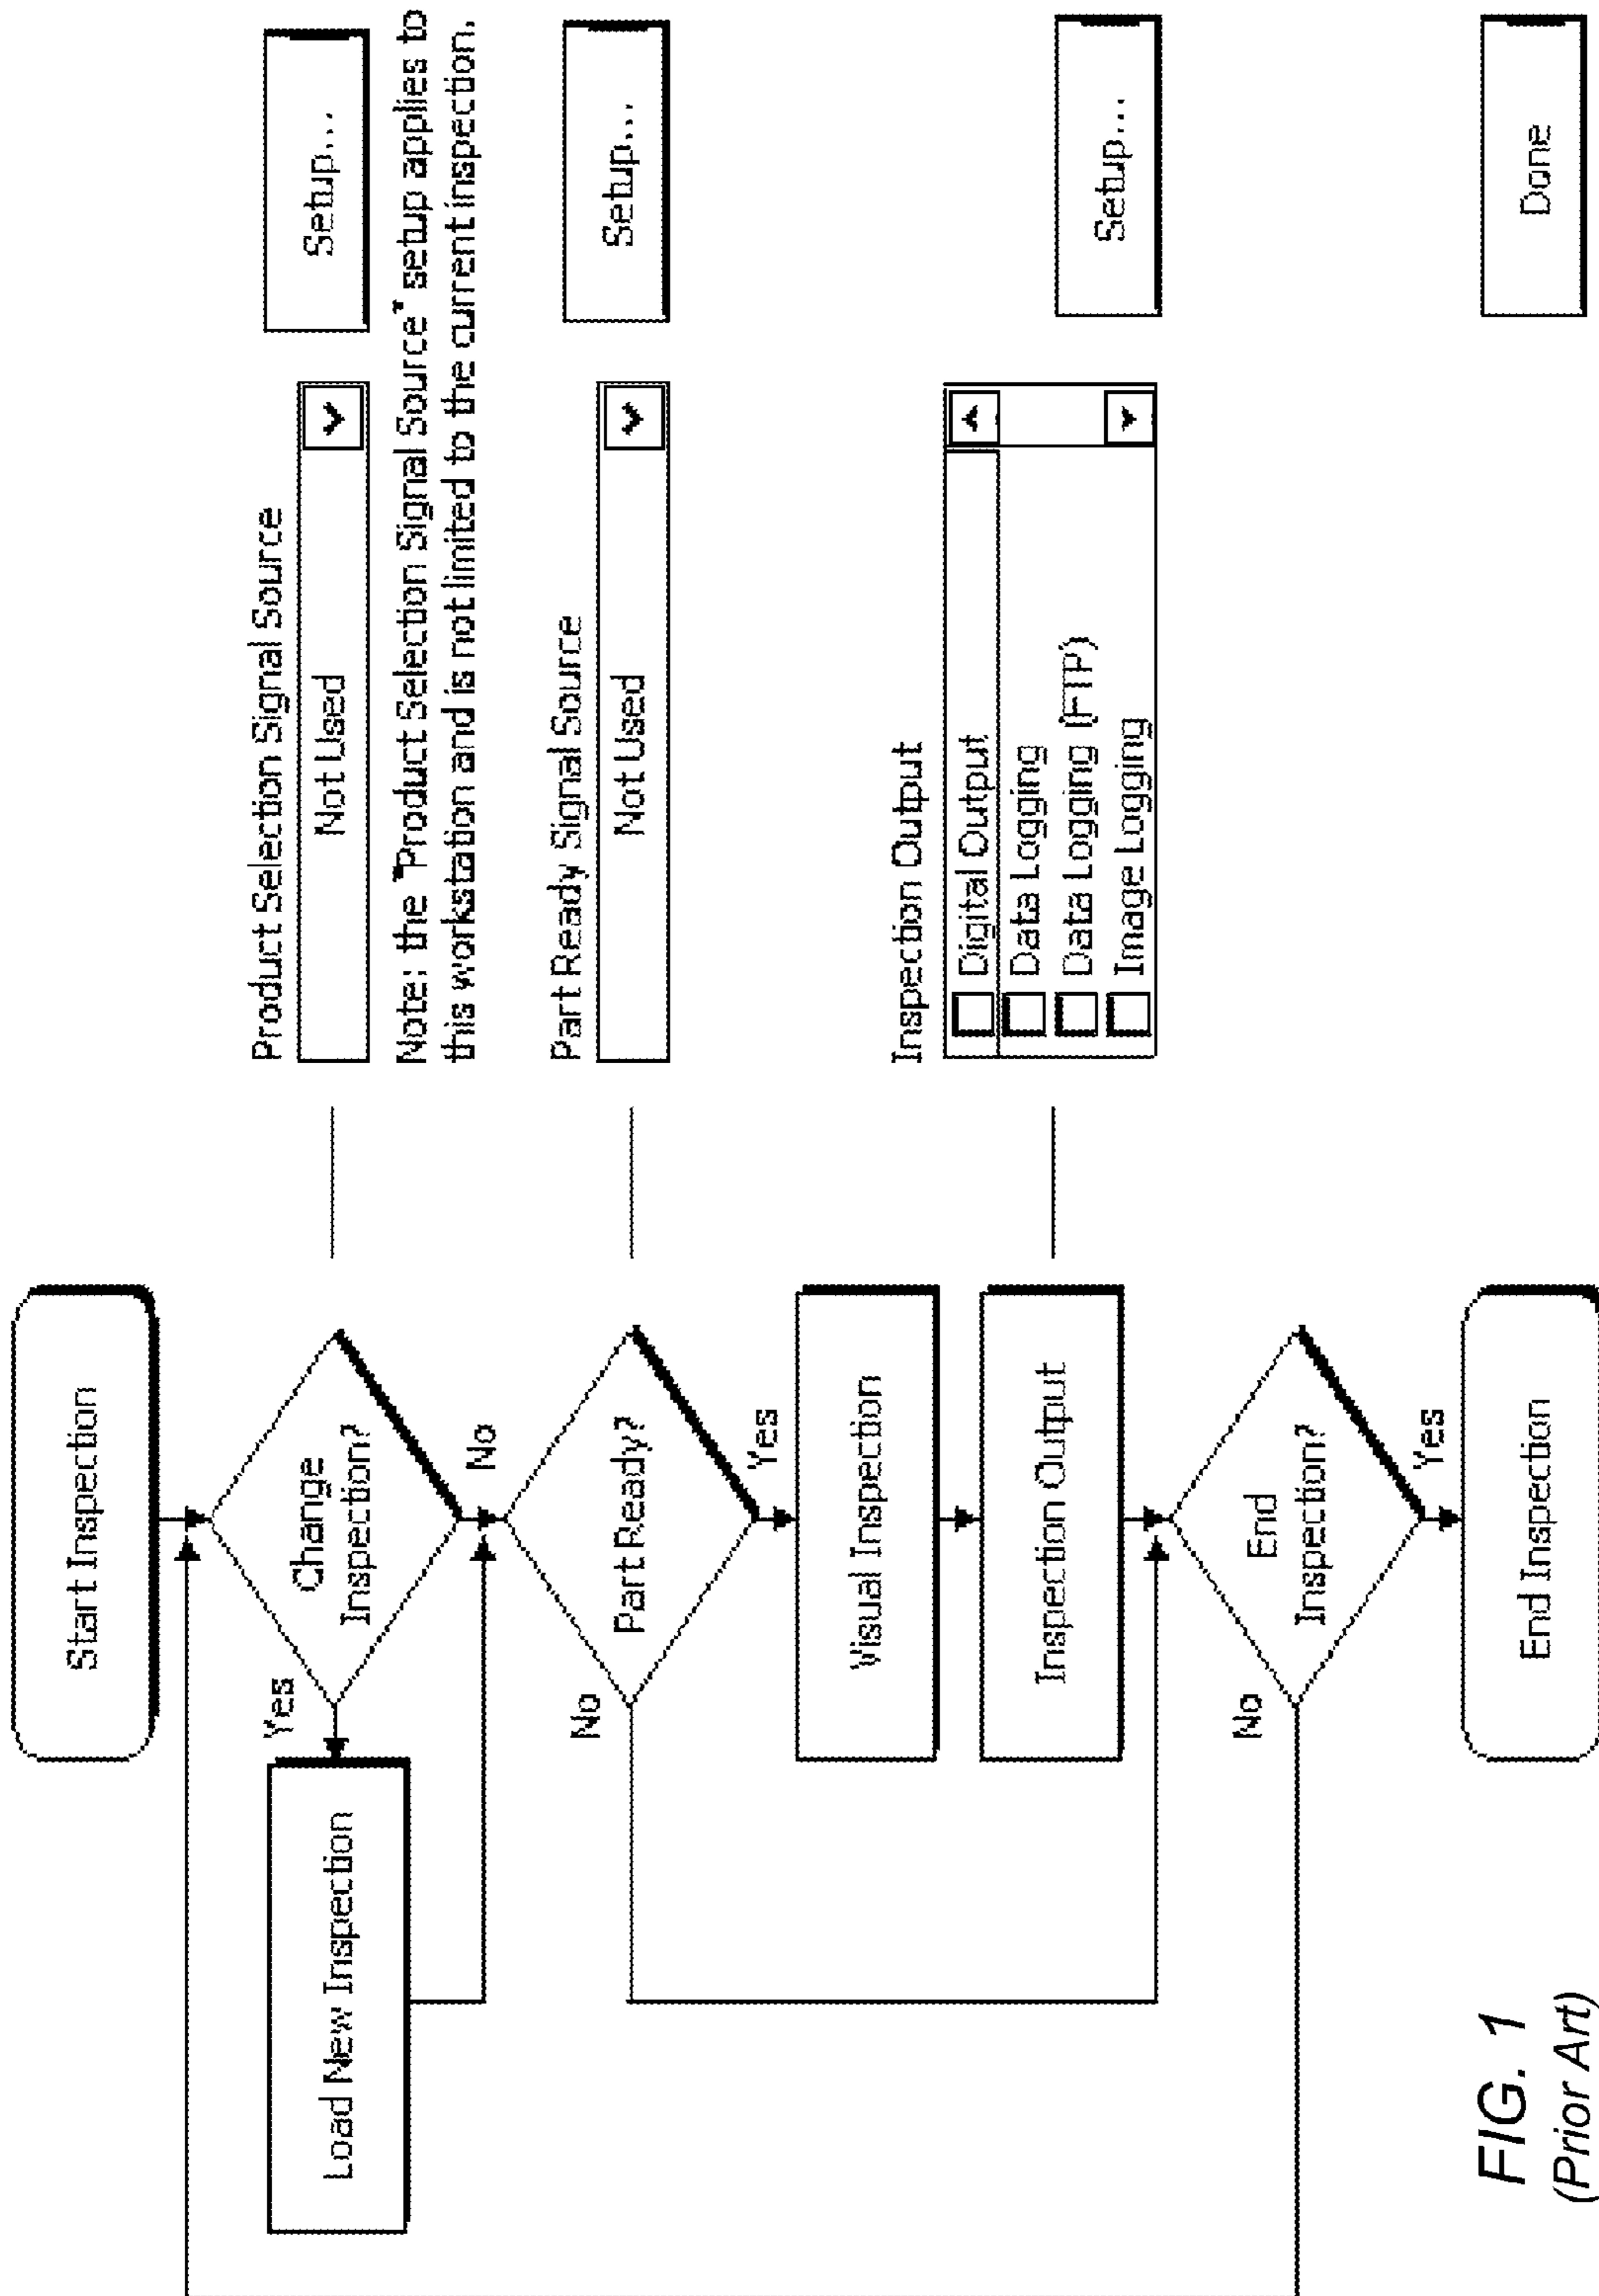 Start Inspection
Change
Inspection?
Yes
No
Load New Inspection
Product Selection Signal Source
Not Used
Setup...
Note: the "Product Selection Signal Source" setup applies to
this workstation and is not limited to the current inspection.
Part Ready?
No
Yes
Part Ready Signal Source
Not Used
Setup...
Visual Inspection
Inspection Output
Inspection Output
Digital Output
Data Logging
Data Logging (FTP)
Image Logging
Setup...
End
Inspection?
No
Yes
End Inspection
Done
FIG. 1
(Prior Art)